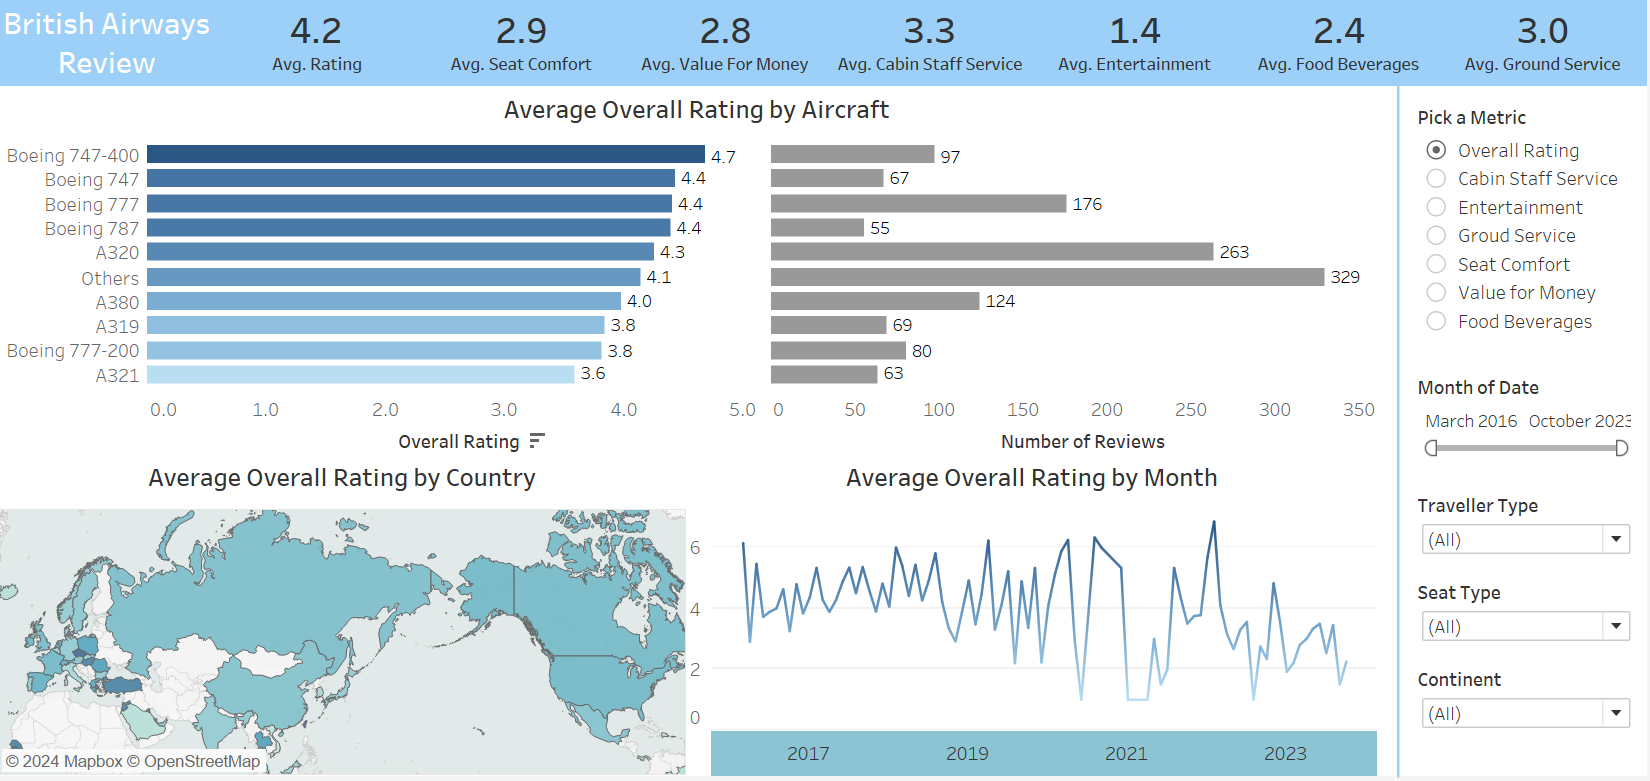 British Airways
Review
4.2
Avg. Rating
2.9
Avg. Seat Comfort
2.8
Avg. Value For Money
3.3
Avg. Cabin Staff Service
1.4
Avg. Entertainment
2.4
Avg. Food Beverages
3.0
Avg. Ground Service
Average Overall Rating by Aircraft
Boeing 747-400 4.7 97
Boeing 747 4.4 67
Boeing 777 4.4 176
Boeing 787 4.4 55
A320 4.3 263
Others 4.1 329
A380 4.0 124
A319 3.8 69
Boeing 777-200 3.8 80
A321 3.6 63
0.0 1.0 2.0 3.0 4.0 5.0 0 50 100 150 200 250 300 350
Overall Rating Number of Reviews
Average Overall Rating by Country
© 2024 Mapbox © OpenStreetMap
Average Overall Rating by Month
6
4
2
0
2017 2019 2021 2023
Pick a Metric
Overall Rating
Cabin Staff Service
Entertainment
Groud Service
Seat Comfort
Value for Money
Food Beverages
Month of Date
March 2016 October 2023
Traveller Type
(All)
Seat Type
(All)
Continent
(All)